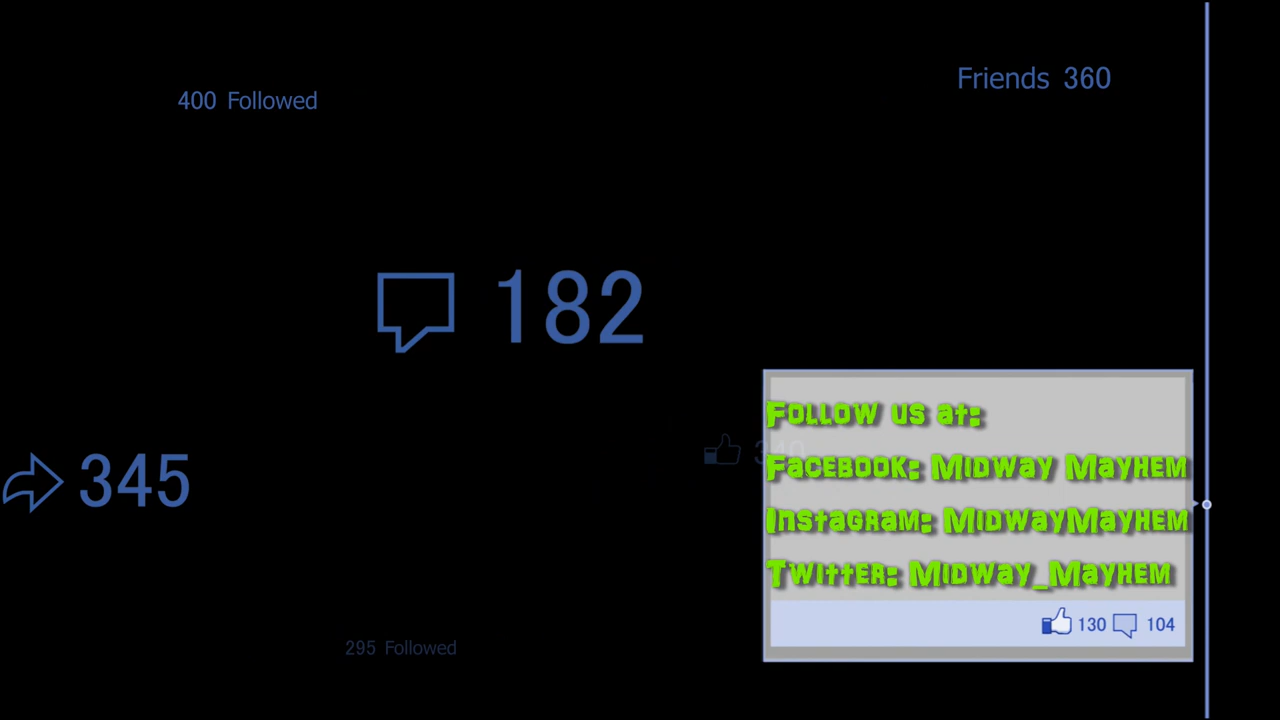 Friends 360
400 Followed
182
345
340
Follow us at:
Facebook: Midway Mayhem
Instagram: MidwayMayhem
Twitter: Midway_Mayhem
130 104
295 Followed